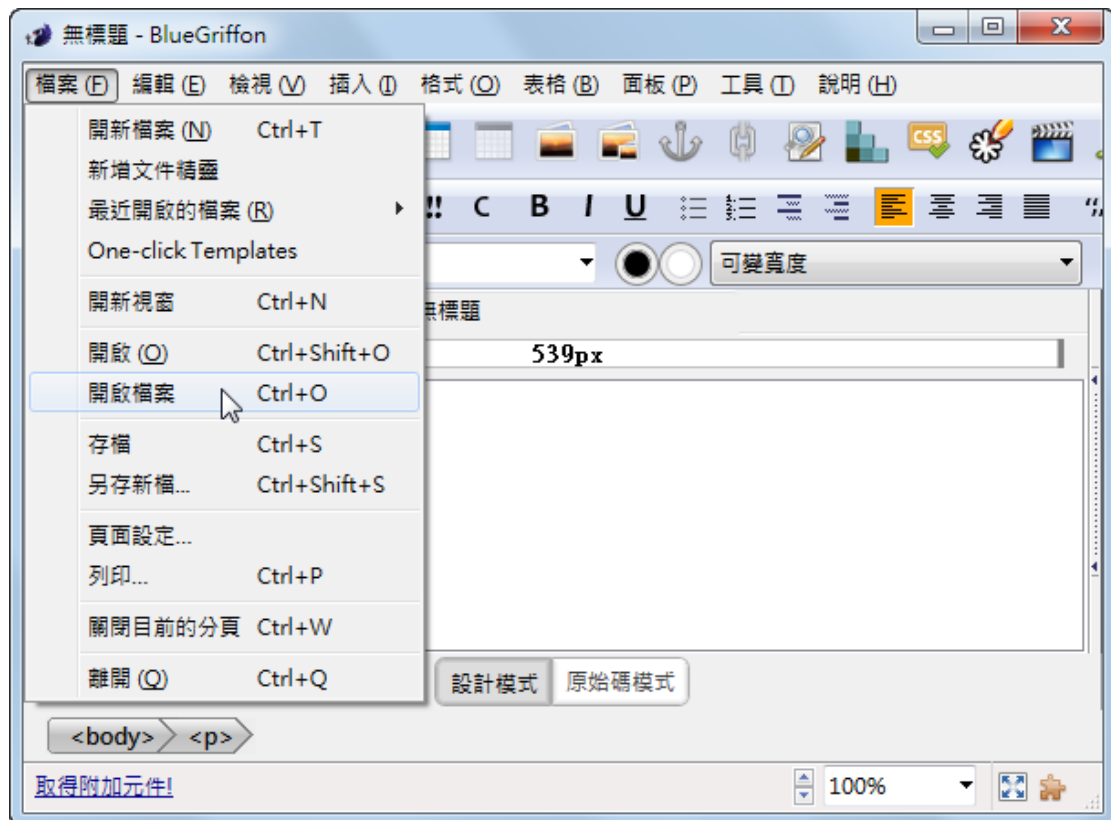 無標題 - BlueGriffon
檔案 (F) 編輯 (E) 檢視 (V) 插入 (I) 格式 (O) 表格 (B) 面板 (P) 工具 (T) 說明 (H)
開新檔案 (N) Ctrl+T
新增文件精靈
最近開啟的檔案 (R)
One-click Templates
開新視窗 Ctrl+N
開啟 (O) Ctrl+Shift+O
開啟檔案 Ctrl+O
存檔 Ctrl+S
另存新檔... Ctrl+Shift+S
頁面設定...
列印... Ctrl+P
關閉目前的分頁 Ctrl+W
離開 (Q) Ctrl+Q
CSS
!! C B I U
可變寬度
無標題
539px
設計模式 原始碼模式
<body> <p>
取得附加元件! 100%